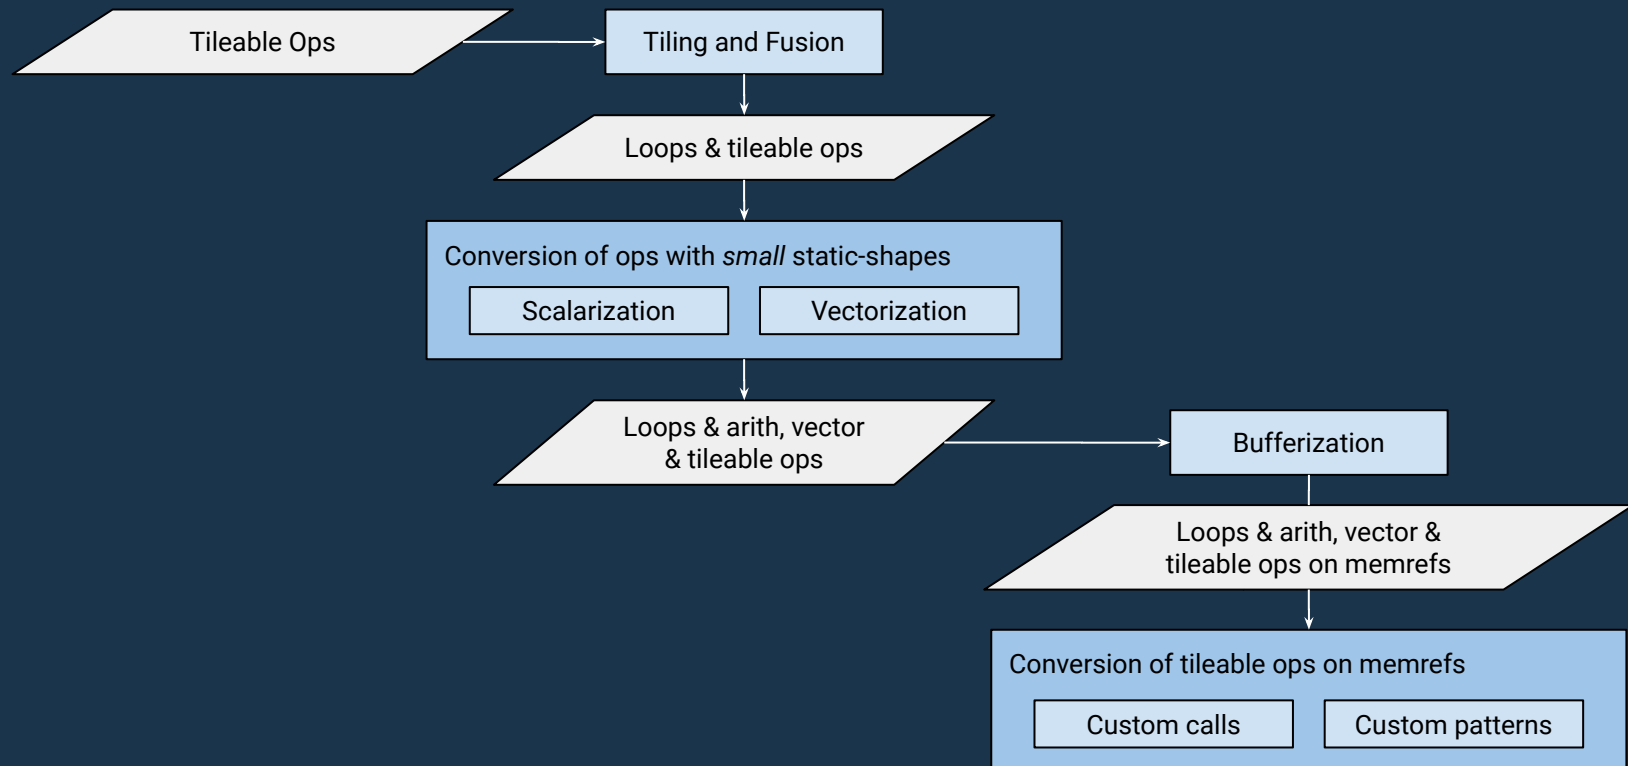 Tileable Ops
Tiling and Fusion
Loops & tileable ops
Conversion of ops with small static-shapes
Scalarization
Vectorization
Loops & arith, vector
& tileable ops
Bufferization
Loops & arith, vector &
tileable ops on memrefs
Conversion of tileable ops on memrefs
Custom calls
Custom patterns